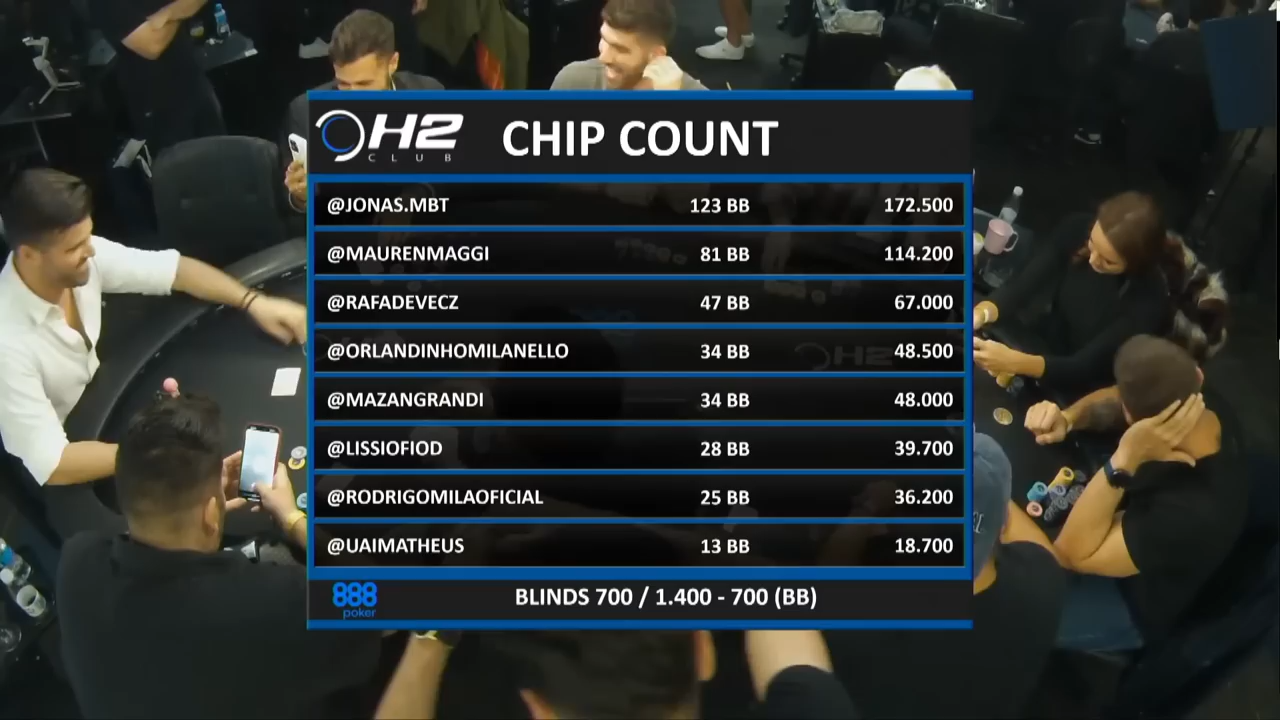 H2 CLUB CHIP COUNT
@JONAS.MBT 123 BB 172.500
@MAURENMAGGI 81 BB 114.200
@RAFADEVECZ 47 BB 67.000
@ORLANDINHOMILANELLO 34 BB 48.500
@MAZANGRANDI 34 BB 48.000
@LISSIOFIOD 28 BB 39.700
@RODRIGOMILAOFICIAL 25 BB 36.200
@UAIMATHEUS 13 BB 18.700
888 poker BLINDS 700 / 1.400 - 700 (BB)